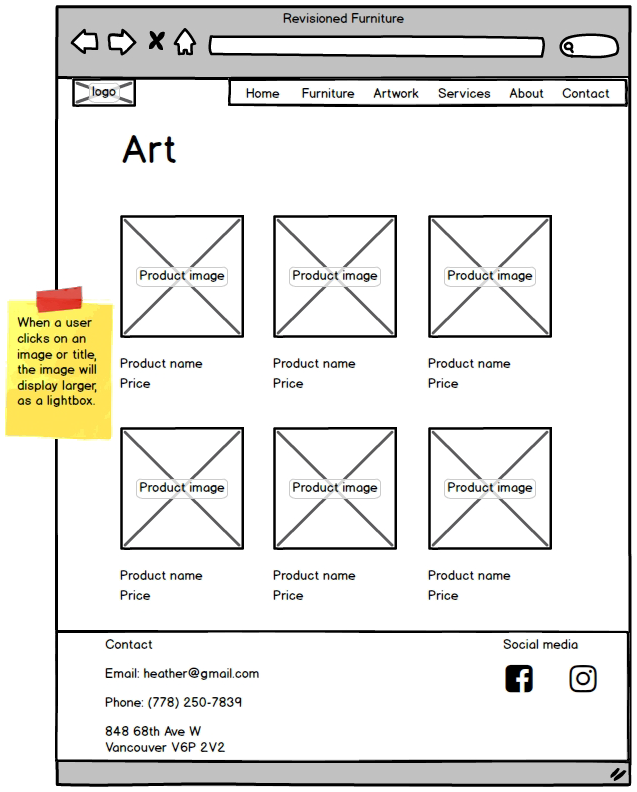 Revisioned Furniture
logo
Home Furniture Artwork Services About Contact
Art
Product image Product image Product image
Product name Product name Product name
Price Price Price
When a user
clicks on an
image or title,
the image will
display larger,
as a lightbox.
Product image Product image Product image
Product name Product name Product name
Price Price Price
Contact
Email: heather@gmail.com
Phone: (778) 250-7839
848 68th Ave W
Vancouver V6P 2V2
Social media